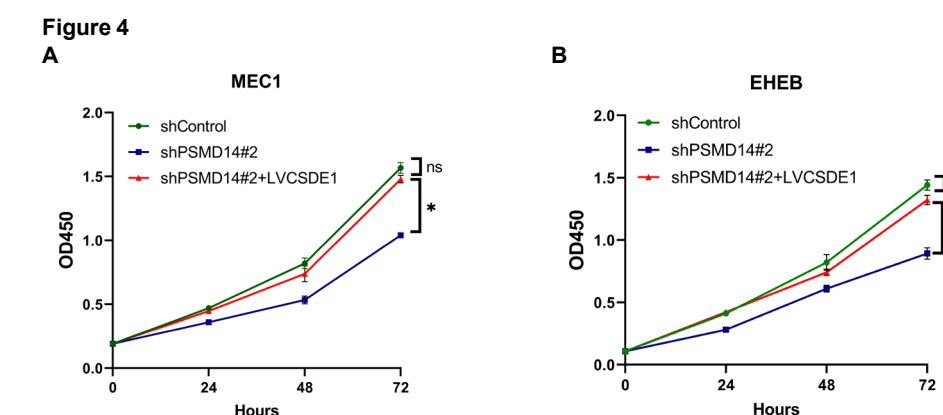 Figure 4
A
MEC1
2.0
shControl
shPSMD14#2
shPSMD14#2+LVCSDE1
1.5
1.0
0.5
0.0
OD450
ns
*
0 24 48 72
Hours
B
EHEB
2.0
shControl
shPSMD14#2
shPSMD14#2+LVCSDE1
1.5
1.0
0.5
0.0
OD450
0 24 48 72
Hours